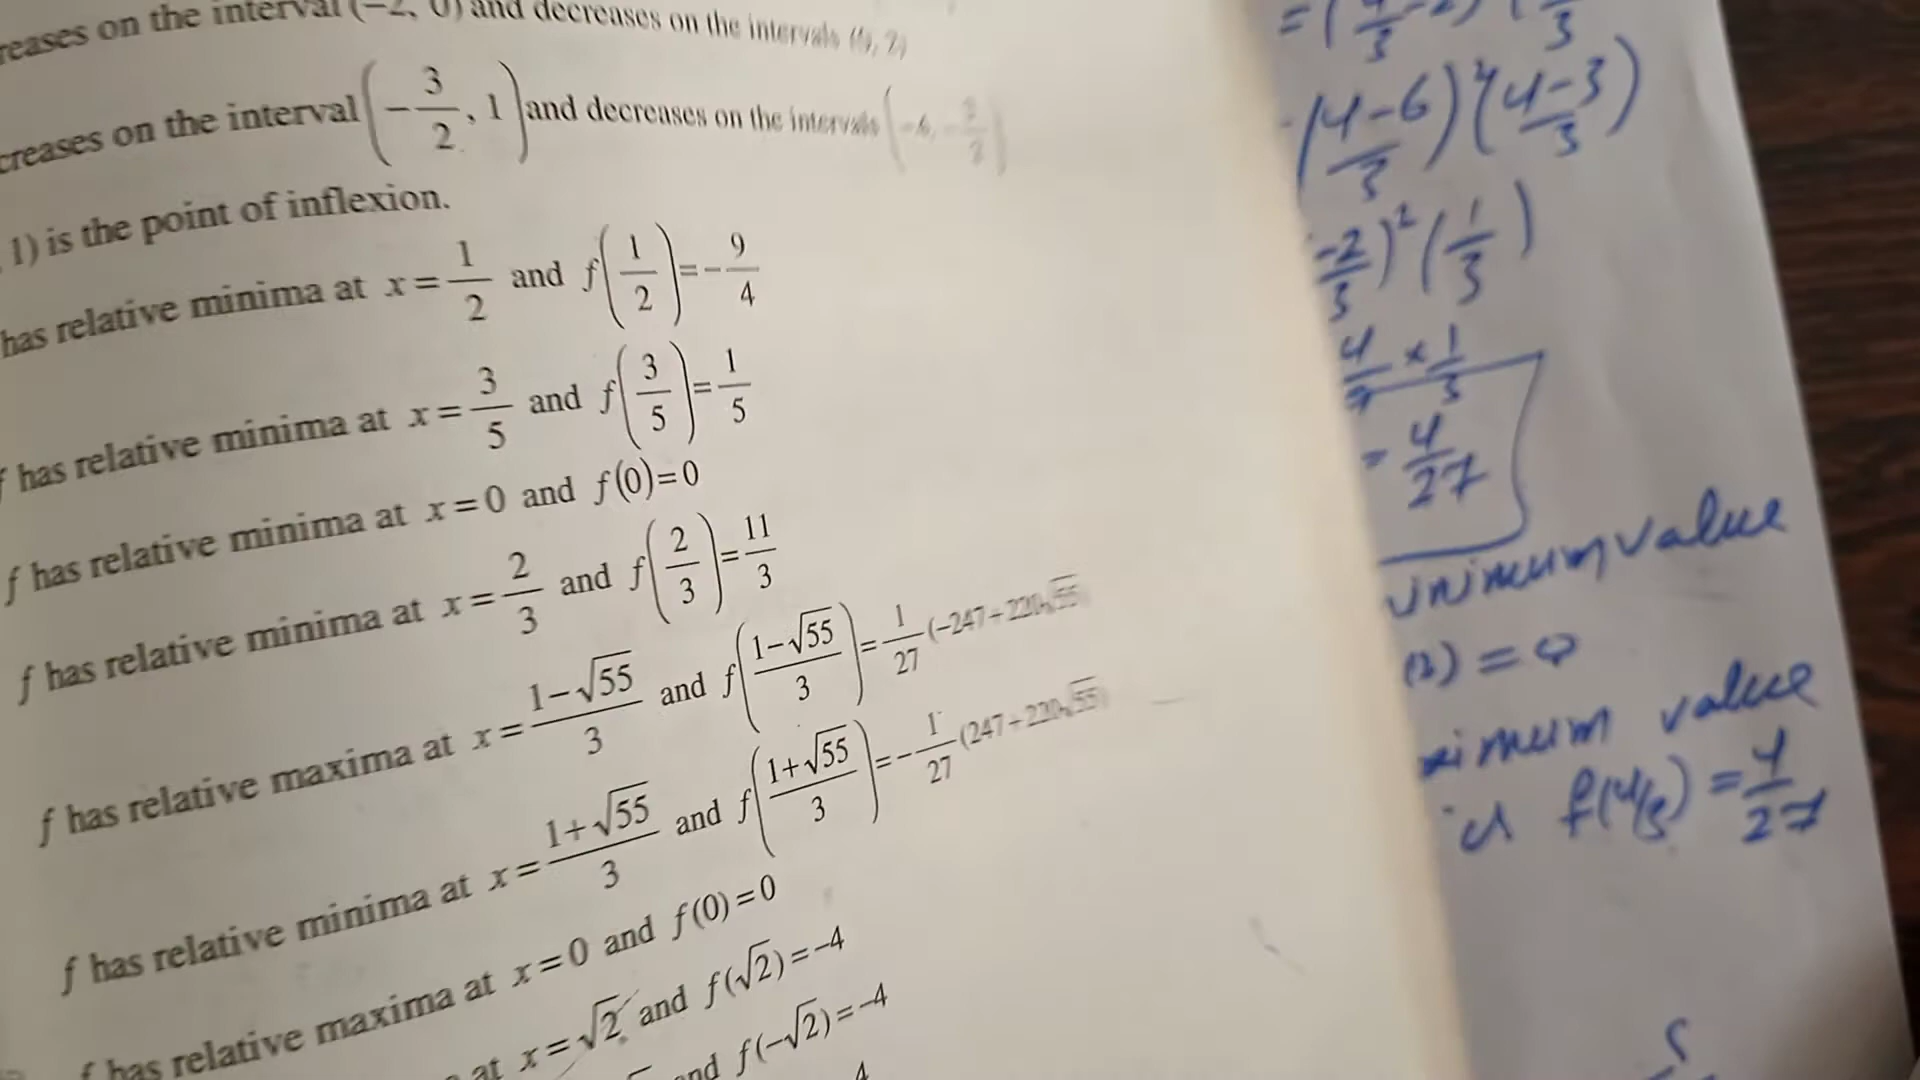 reases on the interval (−2, 0) and decreases on the intervals (0, 2)
creases on the interval (−3/2, 1) and decreases on the intervals (−6, −3/2)
1) is the point of inflexion.
has relative minima at x = 1/2 and f(1/2) = −9/4
f has relative minima at x = 3/5 and f(3/5) = 1/5
f has relative minima at x = 0 and f(0) = 0
f has relative minima at x = 2/3 and f(2/3) = 11/3
f has relative maxima at x = (1−√55)/3 and f((1−√55)/3) = 1/27 (−247+220√55)
f has relative minima at x = (1+√55)/3 and f((1+√55)/3) = −1/27 (247+220√55)
f has relative maxima at x = 0 and f(0) = 0
at x = √2 and f(√2) = −4
and f(−√2) = −4
(4−6/3)² (4−3/3)
(−2/3)² (1/3)
× 1/3
= 4/27
inimum value
(2) = 0
ximum value
f(4/3) = 4/27